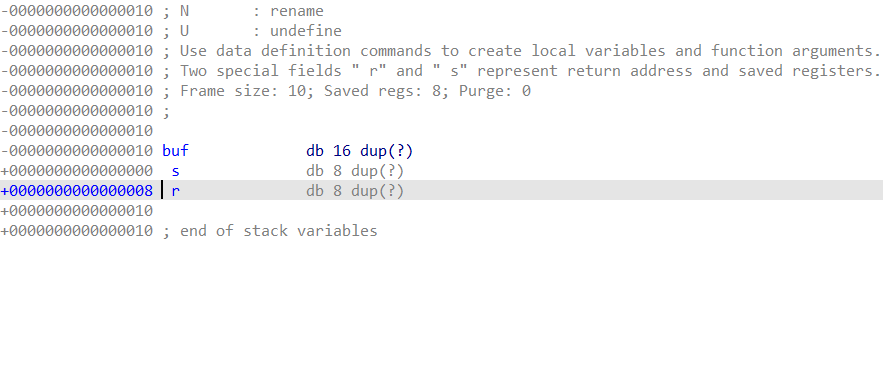 -0000000000000010 ; N       : rename
-0000000000000010 ; U       : undefine
-0000000000000010 ; Use data definition commands to create local variables and function arguments.
-0000000000000010 ; Two special fields " r" and " s" represent return address and saved registers.
-0000000000000010 ; Frame size: 10; Saved regs: 8; Purge: 0
-0000000000000010 ;
-0000000000000010
-0000000000000010 buf             db 16 dup(?)
+0000000000000000  s              db 8 dup(?)
+0000000000000008  r              db 8 dup(?)
+0000000000000010
+0000000000000010 ; end of stack variables